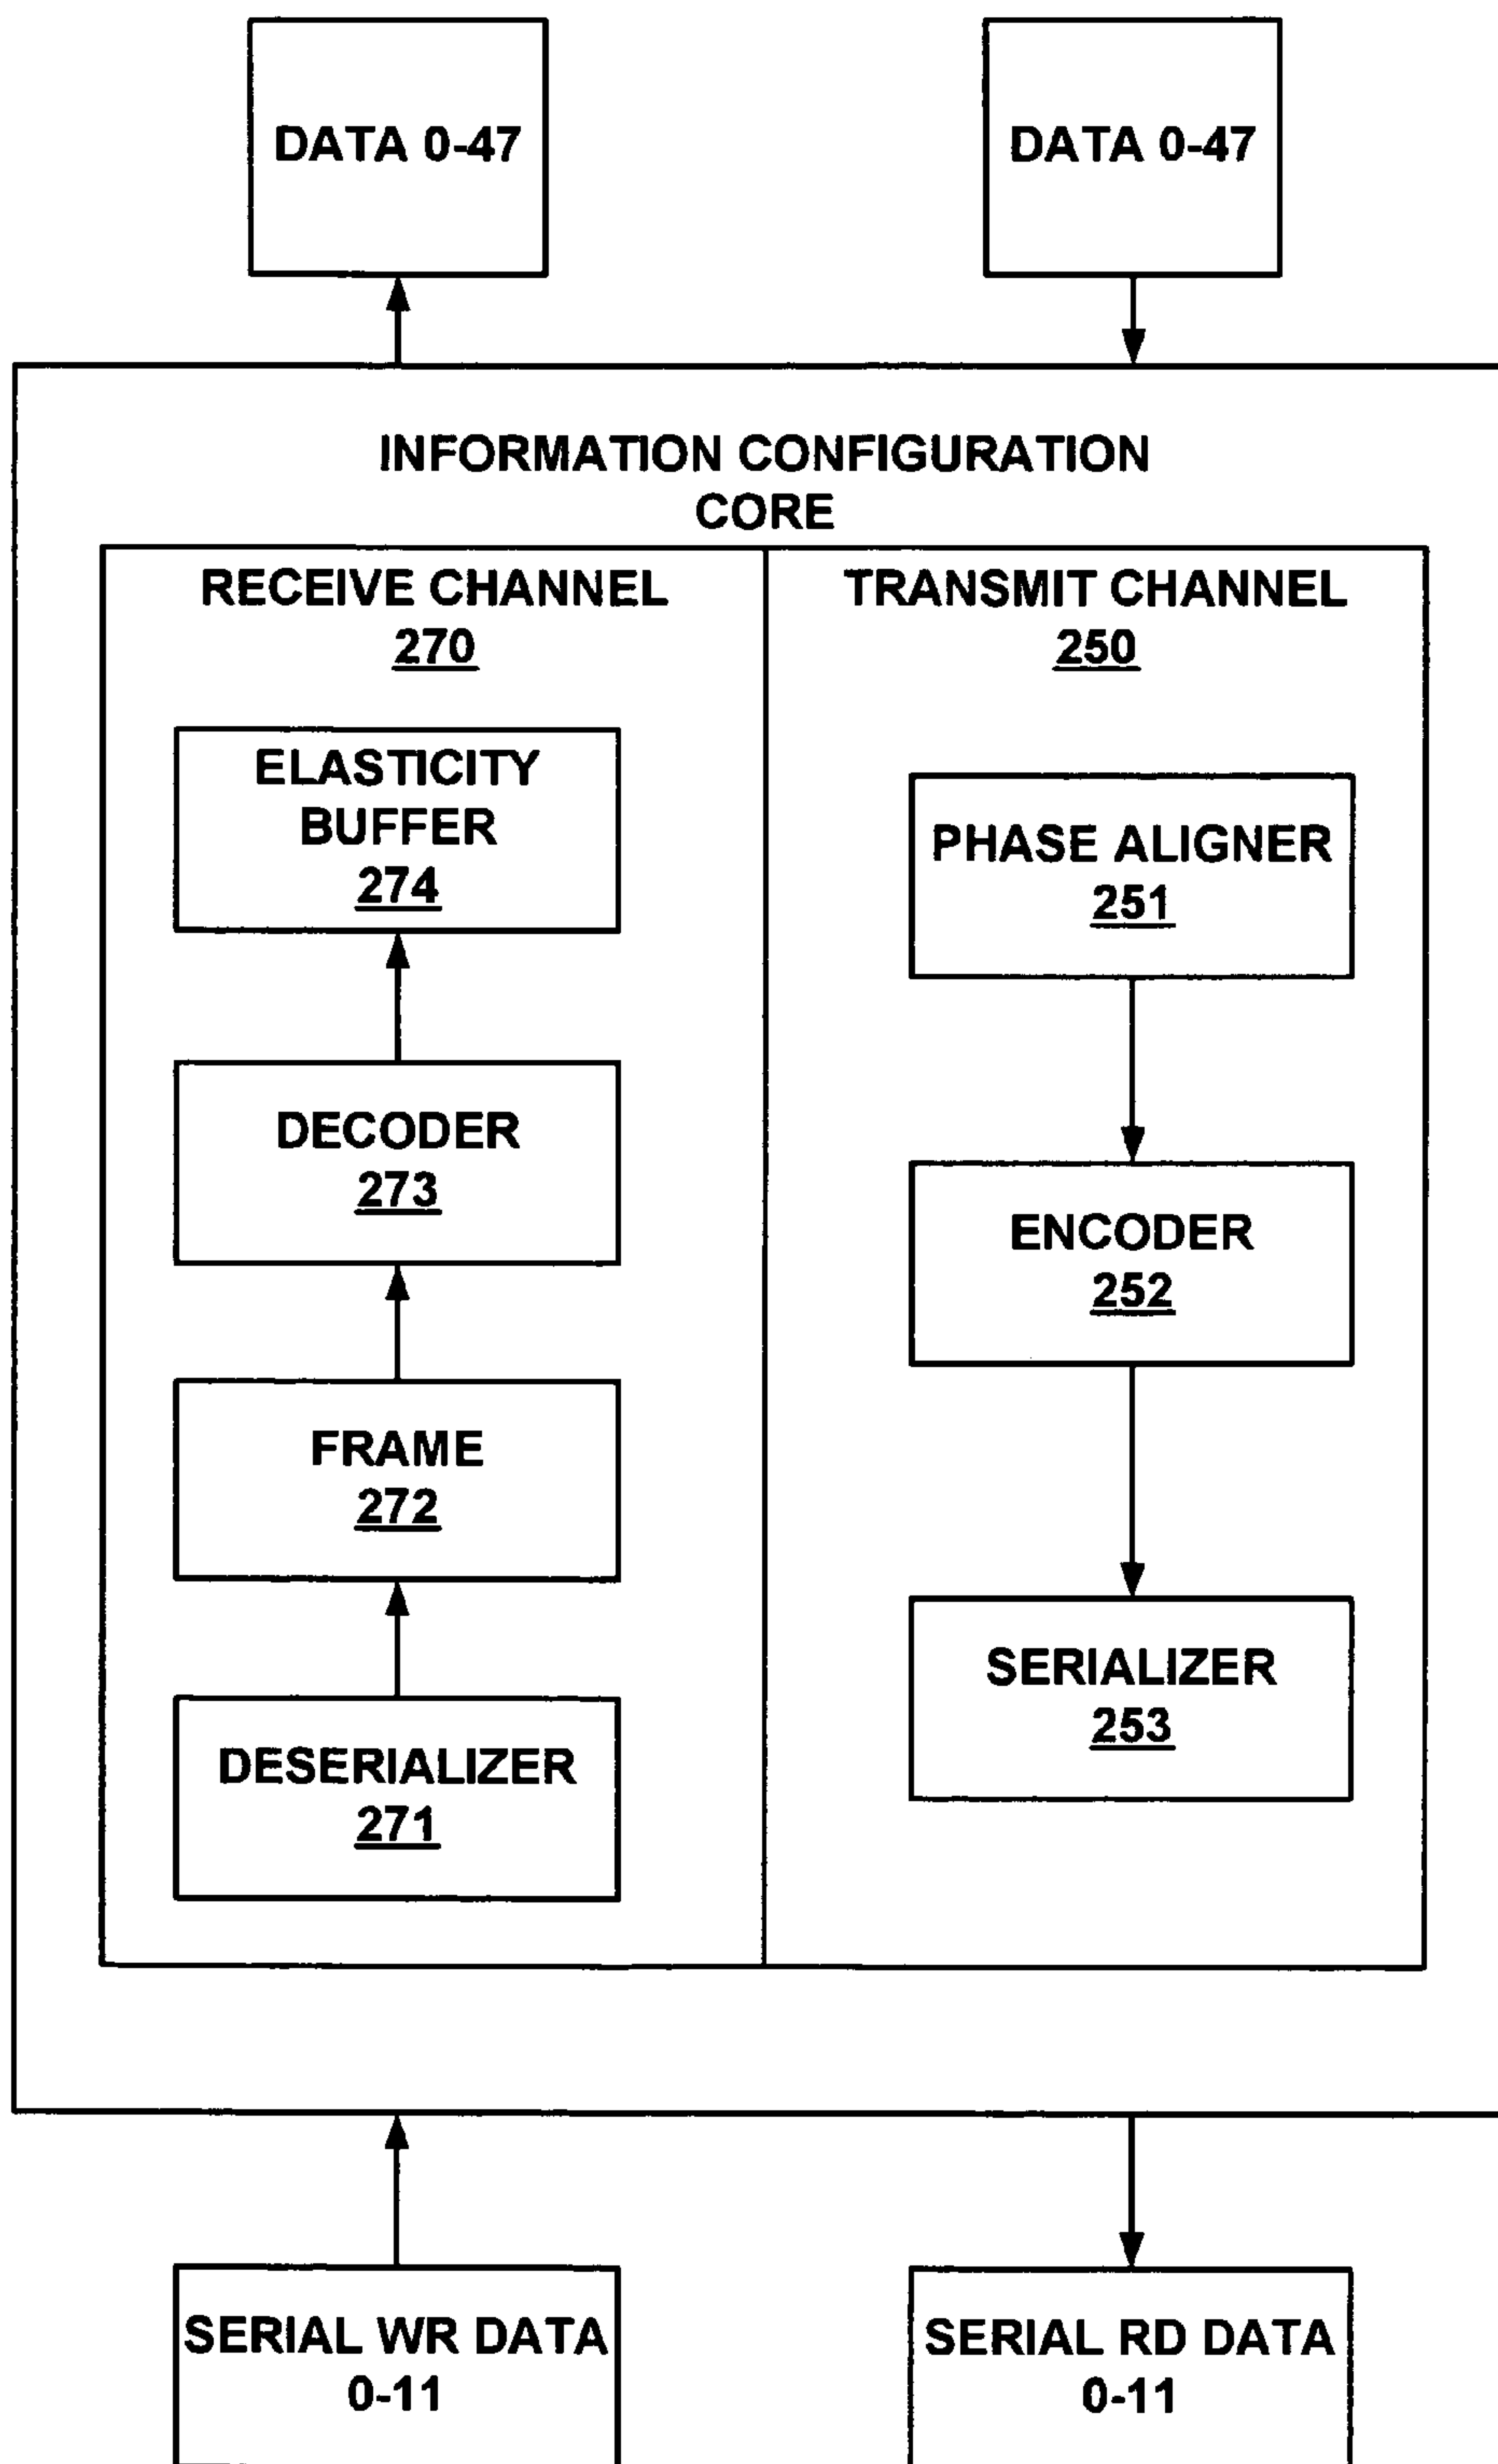 DATA 0-47
DATA 0-47
INFORMATION CONFIGURATION
CORE
RECEIVE CHANNEL
270
ELASTICITY
BUFFER
274
DECODER
273
FRAME
272
DESERIALIZER
271
TRANSMIT CHANNEL
250
PHASE ALIGNER
251
ENCODER
252
SERIALIZER
253
SERIAL WR DATA
0-11
SERIAL RD DATA
0-11